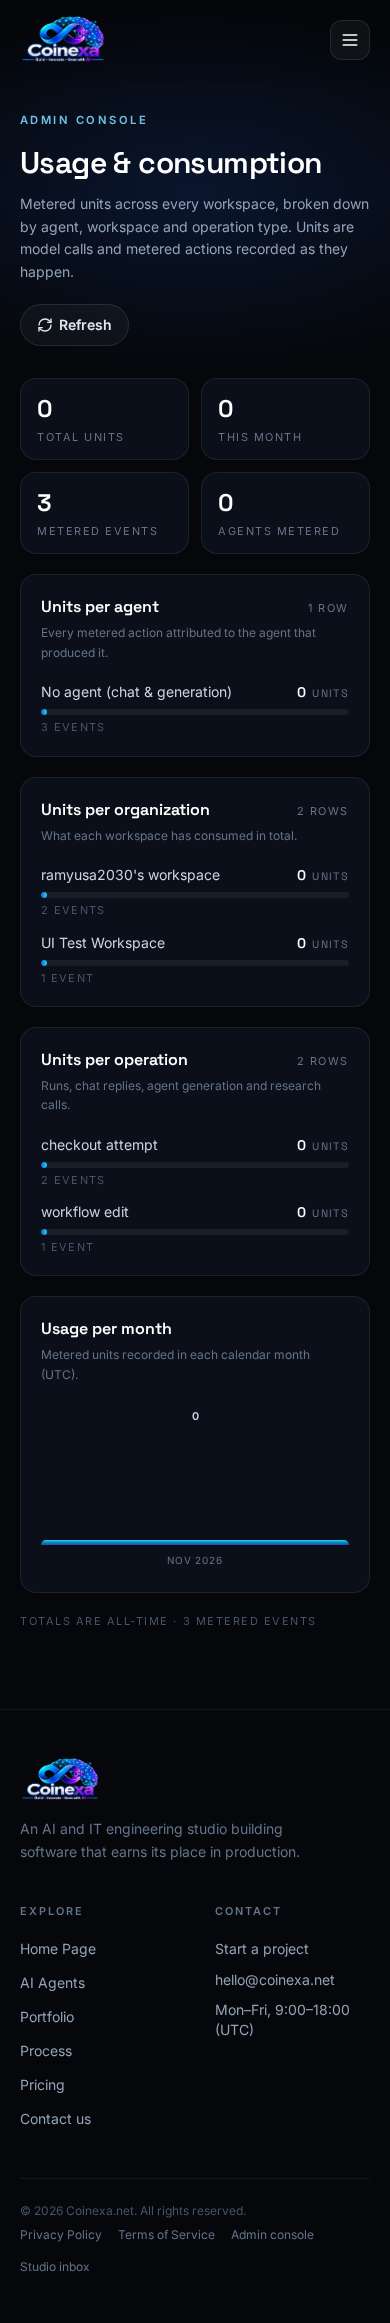 Coinexa
ADMIN CONSOLE
Usage & consumption
Metered units across every workspace, broken down
by agent, workspace and operation type. Units are
model calls and metered actions recorded as they
happen.
Refresh
0
TOTAL UNITS
0
THIS MONTH
3
METERED EVENTS
0
AGENTS METERED
Units per agent
1 ROW
Every metered action attributed to the agent that
produced it.
No agent (chat & generation)
0 UNITS
3 EVENTS
Units per organization
2 ROWS
What each workspace has consumed in total.
ramyusa2030's workspace
0 UNITS
2 EVENTS
UI Test Workspace
0 UNITS
1 EVENT
Units per operation
2 ROWS
Runs, chat replies, agent generation and research
calls.
checkout attempt
0 UNITS
2 EVENTS
workflow edit
0 UNITS
1 EVENT
Usage per month
Metered units recorded in each calendar month
(UTC).
0
NOV 2026
TOTALS ARE ALL-TIME · 3 METERED EVENTS
Coinexa
An AI and IT engineering studio building
software that earns its place in production.
EXPLORE
Home Page
AI Agents
Portfolio
Process
Pricing
Contact us
CONTACT
Start a project
hello@coinexa.net
Mon–Fri, 9:00–18:00
(UTC)
© 2026 Coinexa.net. All rights reserved.
Privacy Policy Terms of Service Admin console
Studio inbox